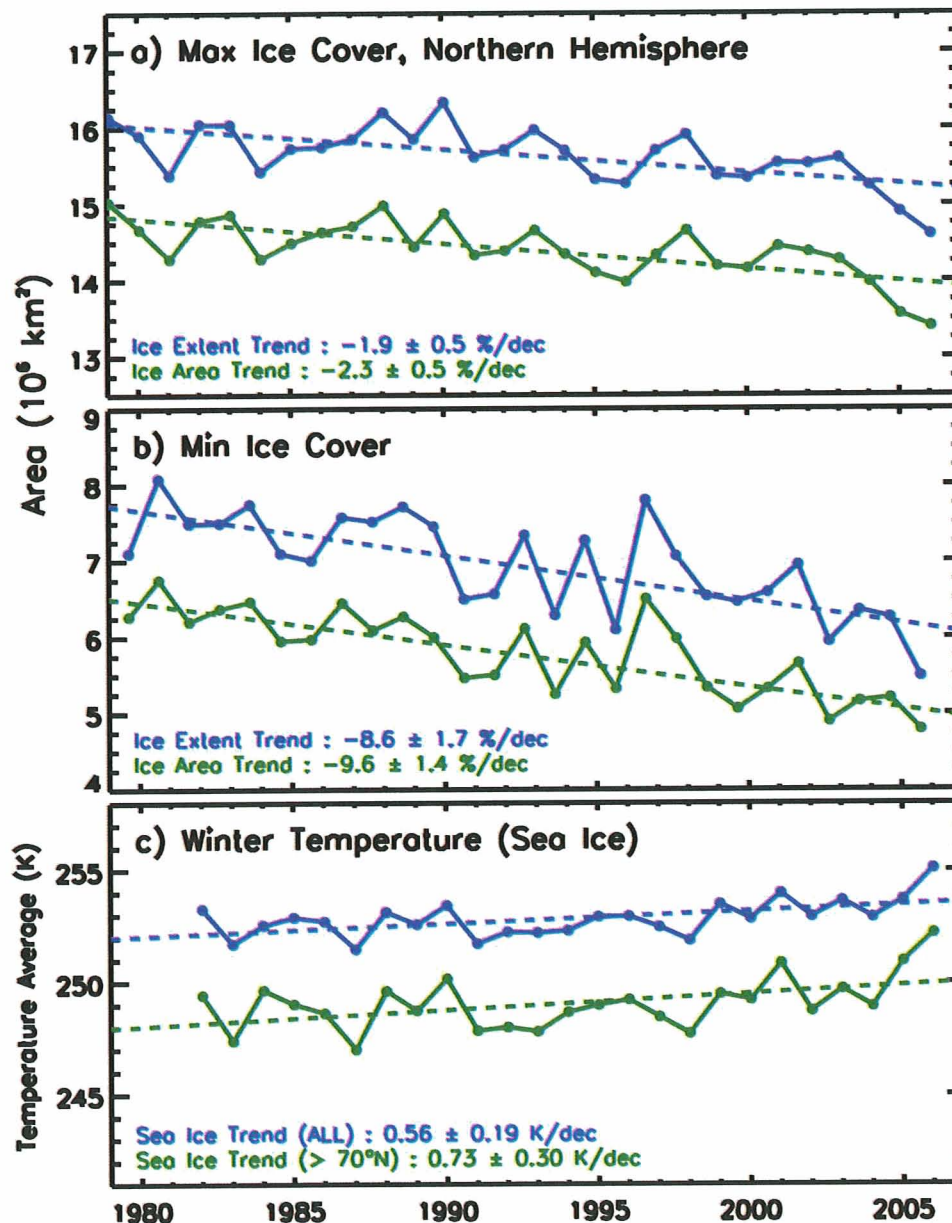 a) Max Ice Cover, Northern Hemisphere
17
16
15
14
13
Ice Extent Trend : −1.9 ± 0.5 %/dec
Ice Area Trend : −2.3 ± 0.5 %/dec
Area (10⁶ km²)
b) Min Ice Cover
9
8
7
6
5
4
Ice Extent Trend : −8.6 ± 1.7 %/dec
Ice Area Trend : −9.6 ± 1.4 %/dec
c) Winter Temperature (Sea Ice)
Temperature Average (K)
255
250
245
Sea Ice Trend (ALL) : 0.56 ± 0.19 K/dec
Sea Ice Trend (> 70°N) : 0.73 ± 0.30 K/dec
1980 1985 1990 1995 2000 2005